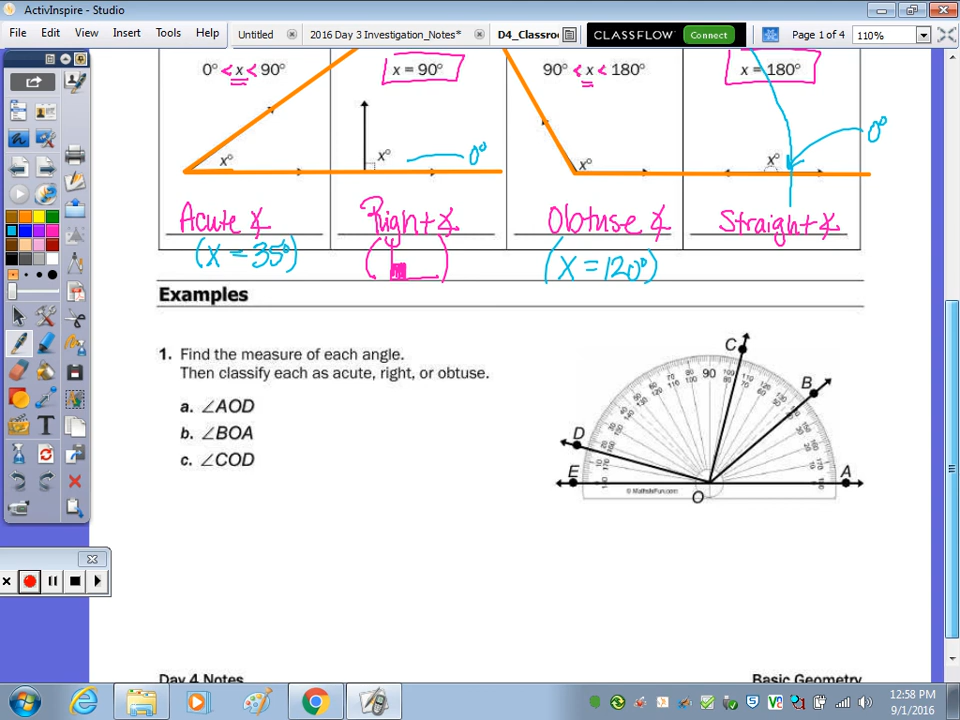 ActivInspire - Studio
File Edit View Insert Tools Help Untitled 2016 Day 3 Investigation_Notes* D4_Classroo CLASSFLOW Connect Page 1 of 4 110%
0° < x < 90° x = 90° 90° < x < 180° x = 180°
0°
x° x° 0° x° x°
Acute ∡ Right ∡ Obtuse ∡ Straight ∡
(x = 35°) (x = 120°)
Examples
1. Find the measure of each angle.
Then classify each as acute, right, or obtuse.
a. ∠AOD
b. ∠BOA
c. ∠COD
C
90
B
D
E A
O
© MathsIsFun.com
Day 4 Notes Basic Geometry
12:58 PM
9/1/2016